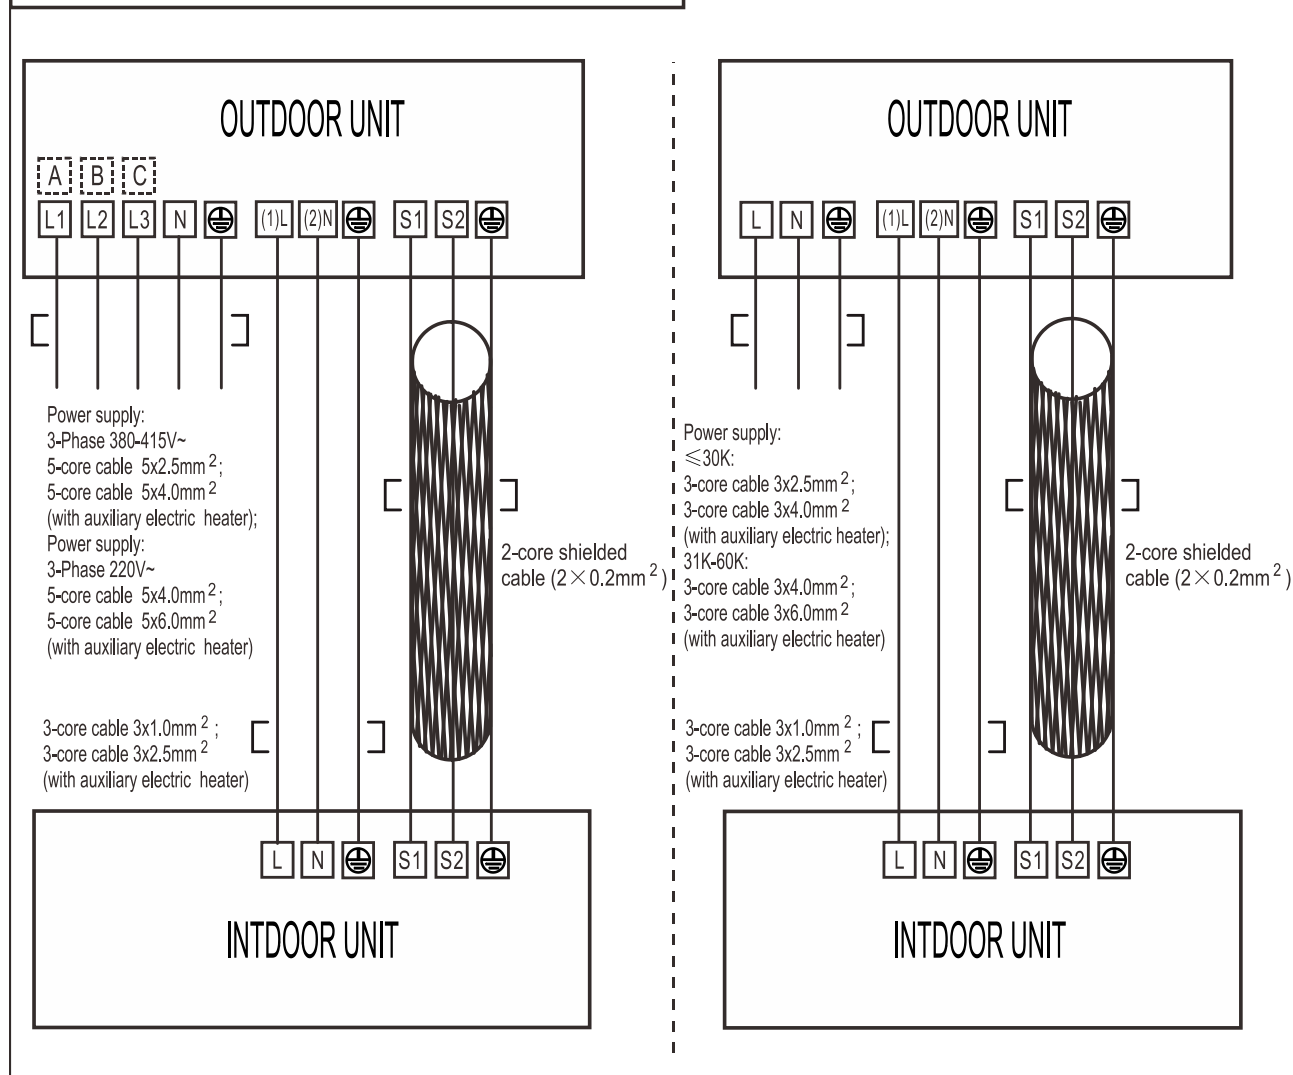 OUTDOOR UNIT
A B C
L1 L2 L3 N (1)L (2)N S1 S2
Power supply:
3-Phase 380-415V~
5-core cable 5x2.5mm²;
5-core cable 5x4.0mm²
(with auxiliary electric heater);
Power supply:
3-Phase 220V~
5-core cable 5x4.0mm²;
5-core cable 5x6.0mm²
(with auxiliary electric heater)
2-core shielded
cable (2×0.2mm²)
3-core cable 3x1.0mm²;
3-core cable 3x2.5mm²
(with auxiliary electric heater)
L N S1 S2
INTDOOR UNIT
OUTDOOR UNIT
L N (1)L (2)N S1 S2
Power supply:
≤30K:
3-core cable 3x2.5mm²;
3-core cable 3x4.0mm²
(with auxiliary electric heater);
31K-60K:
3-core cable 3x4.0mm²;
3-core cable 3x6.0mm²
(with auxiliary electric heater)
2-core shielded
cable (2×0.2mm²)
3-core cable 3x1.0mm²;
3-core cable 3x2.5mm²
(with auxiliary electric heater)
L N S1 S2
INTDOOR UNIT